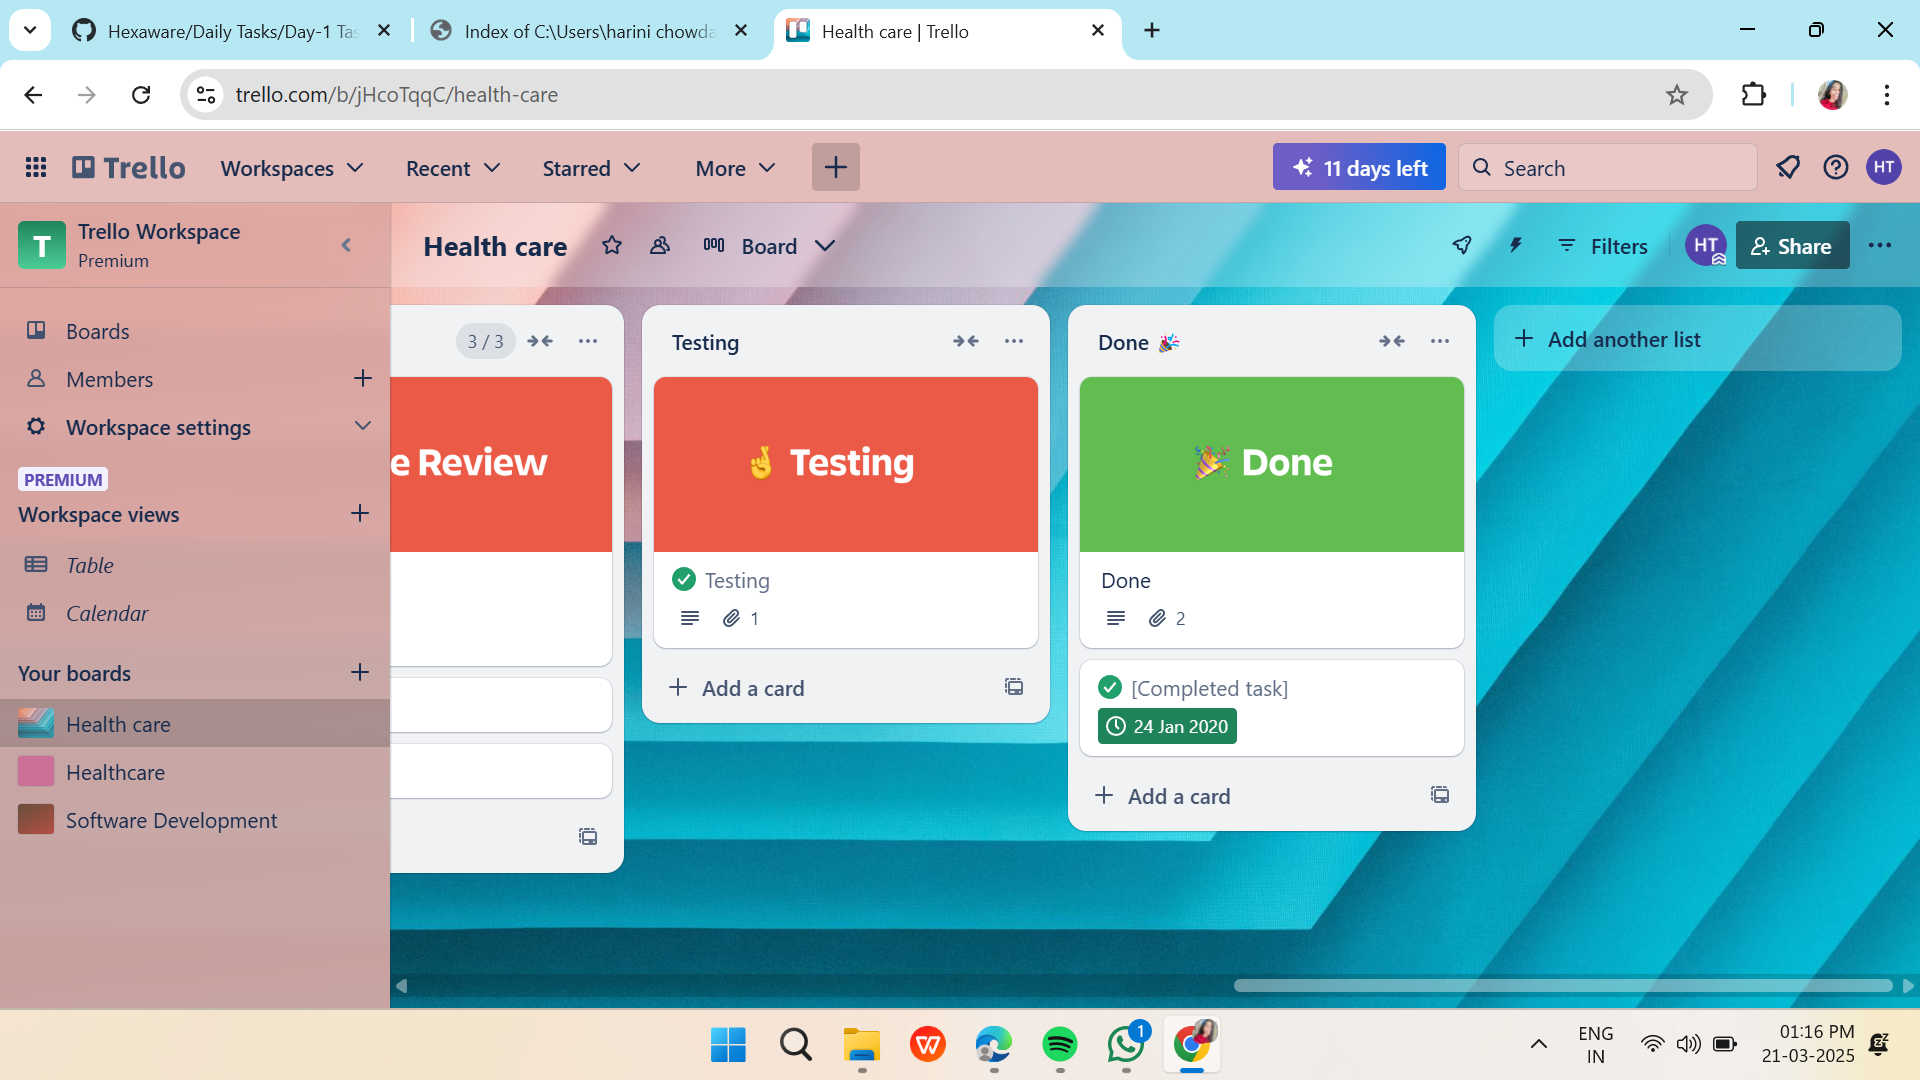 Hexaware/Daily Tasks/Day-1 Tas
Index of C:\Users\harini chowda
Health care | Trello
trello.com/b/jHcoTqqC/health-care
Trello
Workspaces
Recent
Starred
More
11 days left
Search
HT
T
Trello Workspace
Premium
Health care
Board
Filters
HT
Share
Boards
Members
Workspace settings
PREMIUM
Workspace views
Table
Calendar
Your boards
Health care
Healthcare
Software Development
3 / 3
e Review
Testing
🤞 Testing
Testing
1
Add a card
Done 🎉
🎉 Done
Done
2
[Completed task]
24 Jan 2020
Add a card
Add another list
1
ENG
IN
01:16 PM
21-03-2025